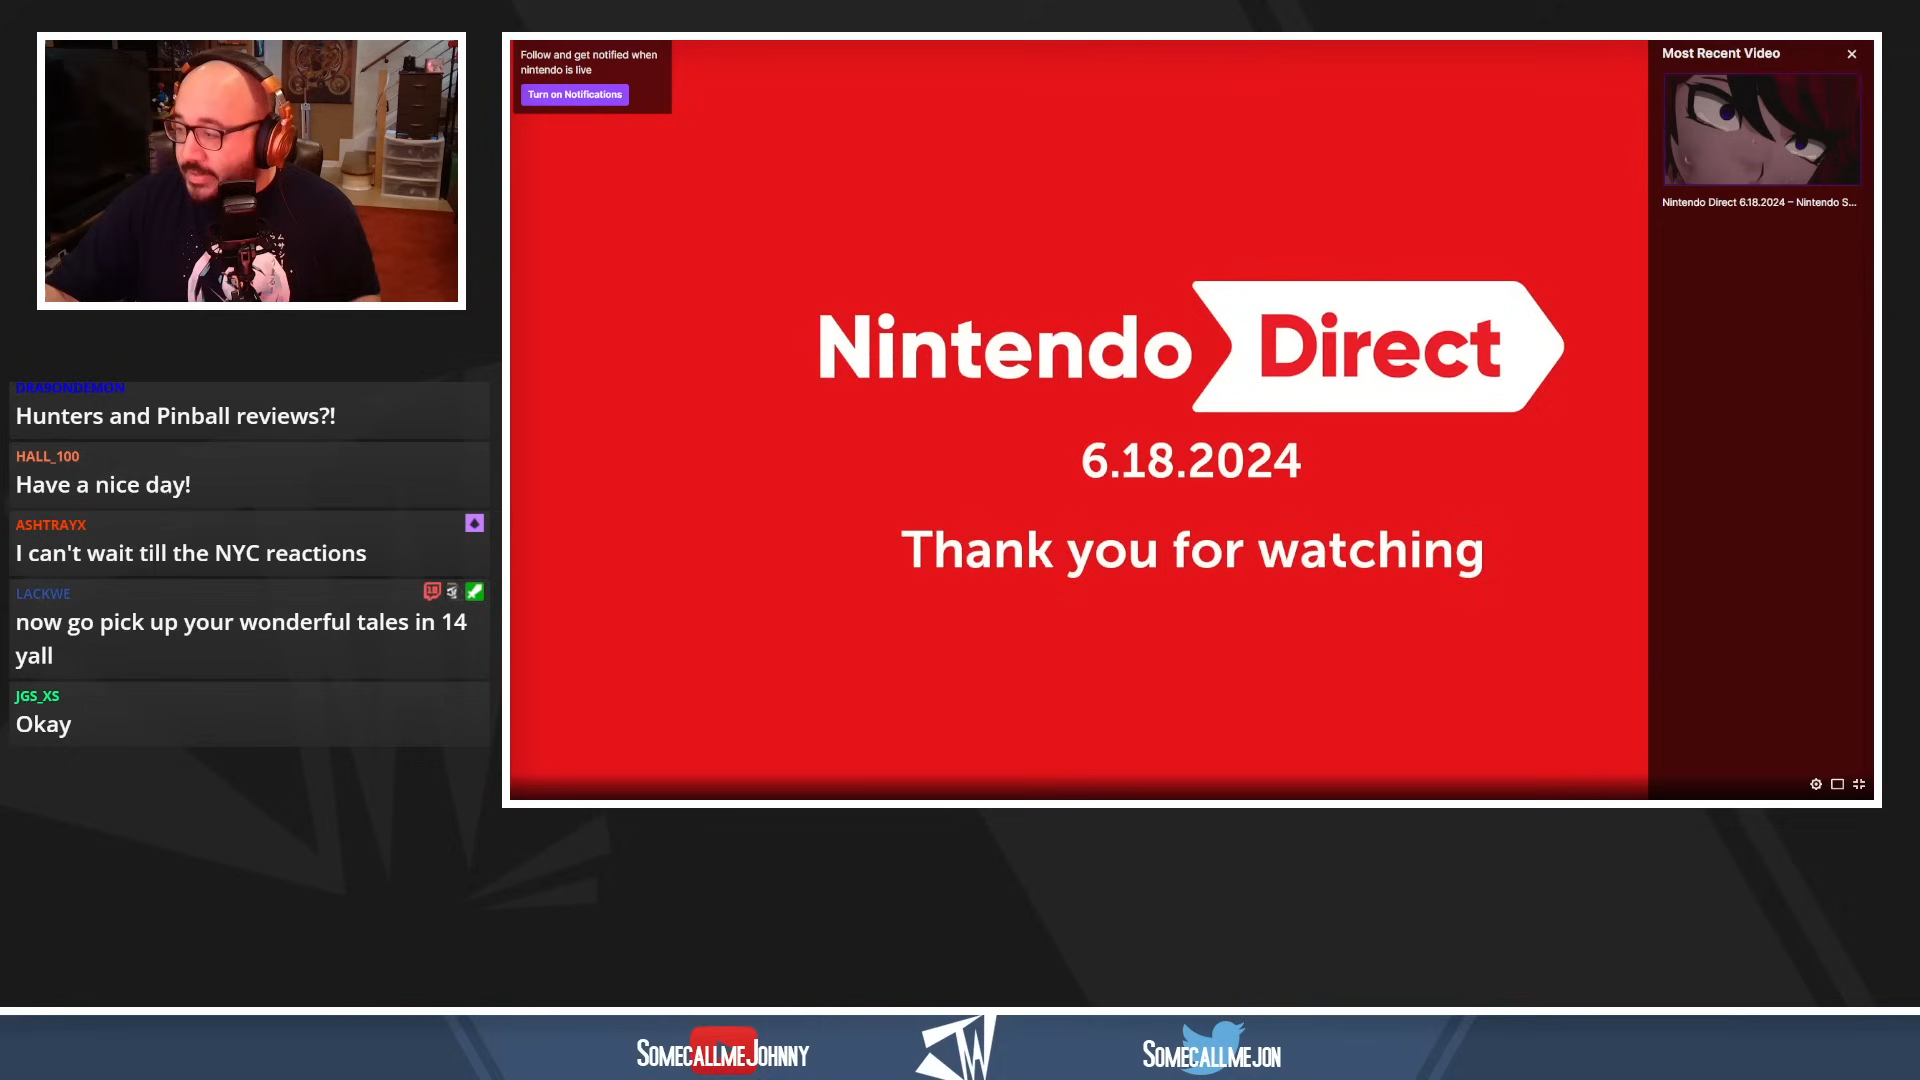 Follow and get notified when
nintendo is live
Turn on Notifications
Most Recent Video
Nintendo Direct 6.18.2024 – Nintendo S...
Nintendo Direct
6.18.2024
Thank you for watching
DRA9ONDEMON
Hunters and Pinball reviews?!
HALL_100
Have a nice day!
ASHTRAYX
I can't wait till the NYC reactions
LACKWE
now go pick up your wonderful tales in 14
yall
JGS_XS
Okay
SOMECALLMEJOHNNY
SOMECALLMEJON